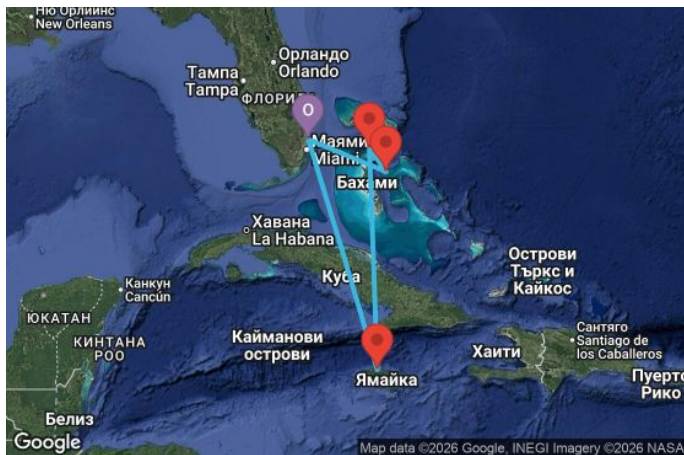 Ню Орлиинс
New Orleans
Орландо
Orlando
Тампа
Tampa
ФЛОРИДА
O
Маями
Miami
Бахами
Хавана
La Habana
Канкун
Cancún
Куба
Острови
Търкс и
Кайкос
ЮКАТАН
КИНТАНА
РОО
Кайманови
острови
Хаити
Сантяго
Santiago de
los Caballeros
Ямайка
Пуерто
Рико
Белиз
Google
Map data ©2026 Google, INEGI Imagery ©2026 NASA